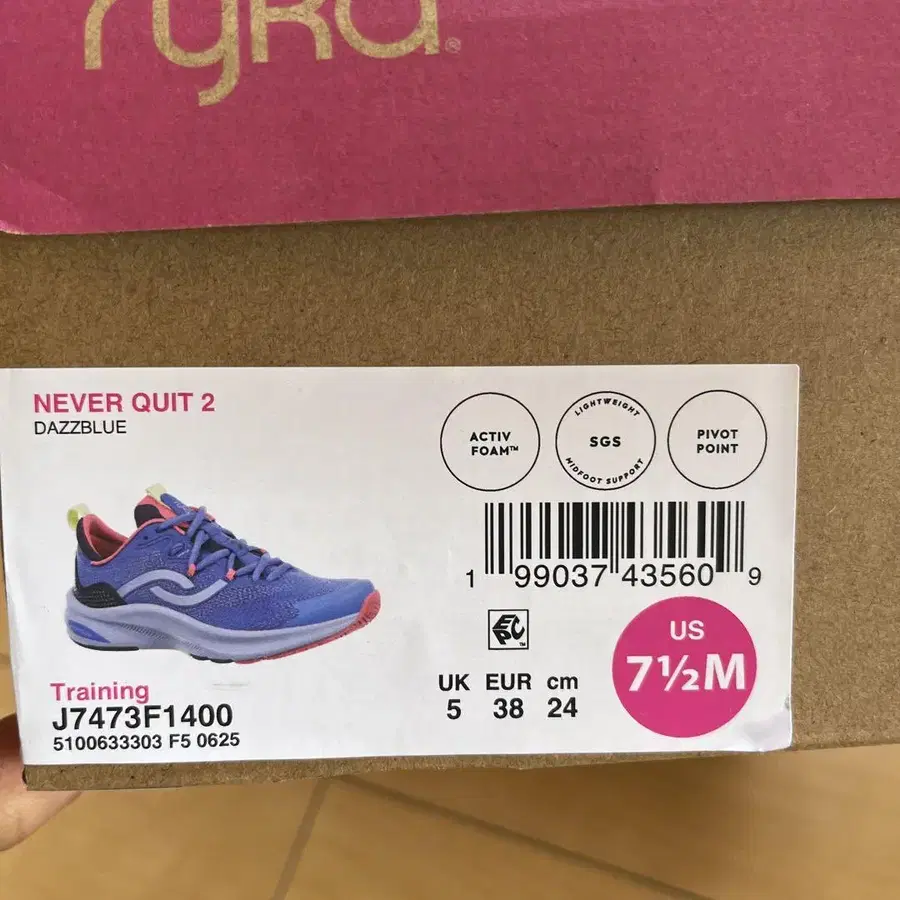 ryka®
NEVER QUIT 2
DAZZBLUE
ACTIV
FOAM™
LIGHTWEIGHT
SGS
MIDFOOT SUPPORT
PIVOT
POINT
1 99037 43560 9
EPC™
US
7½M
UK EUR cm
5 38 24
Training
J7473F1400
5100633303 F5 0625